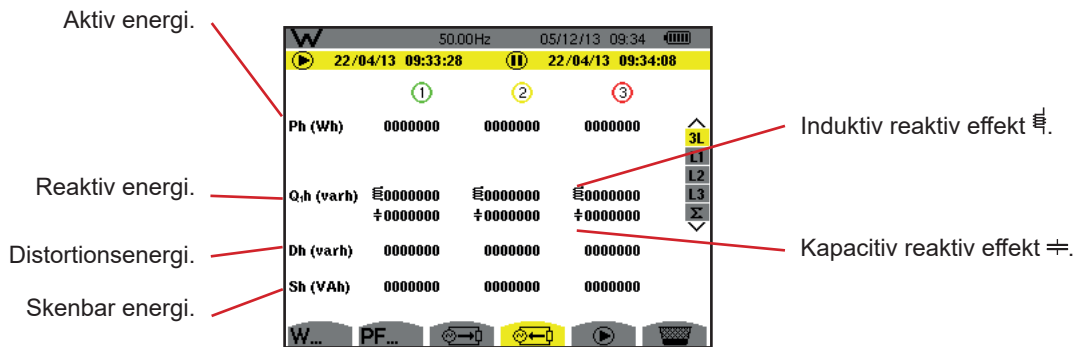 Aktiv energi.
W 50.00Hz 05/12/13 09:34
22/04/13 09:33:28 22/04/13 09:34:08
1 2 3
Ph (Wh) 0000000 0000000 0000000
3L
L1
L2
L3
Σ
Induktiv reaktiv effekt
Reaktiv energi.
Q₁h (varh) 0000000 0000000 0000000
0000000 0000000 0000000
Kapacitiv reaktiv effekt
Distortionsenergi.
Dh (varh) 0000000 0000000 0000000
Skenbar energi.
Sh (VAh) 0000000 0000000 0000000
W... PF...